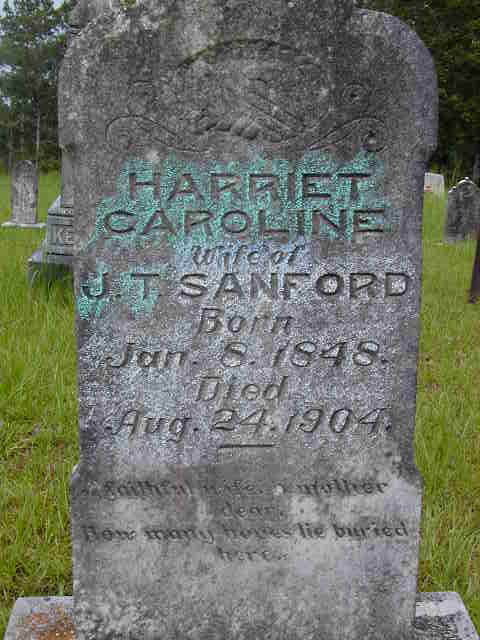 HARRIET
CAROLINE
Wife of
J. T. SANFORD
Born
Jan. 8. 1848.
Died
Aug. 24. 1904.
A faithful wife, a mother
dear,
How many hopes lie buried
here.